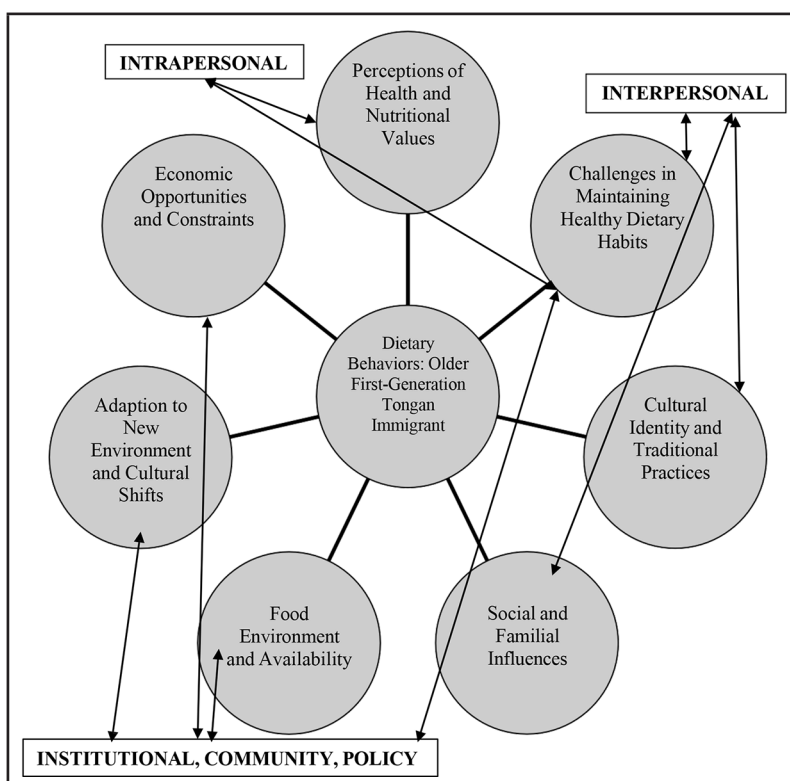 INTRAPERSONAL
Perceptions of
Health and
Nutritional
Values
INTERPERSONAL
Economic
Opportunities
and Constraints
Challenges in
Maintaining
Healthy Dietary
Habits
Dietary
Behaviors: Older
First-Generation
Tongan
Immigrant
Adaption to
New
Environment
and Cultural
Shifts
Cultural
Identity and
Traditional
Practices
Food
Environment
and Availability
Social and
Familial
Influences
INSTITUTIONAL, COMMUNITY, POLICY